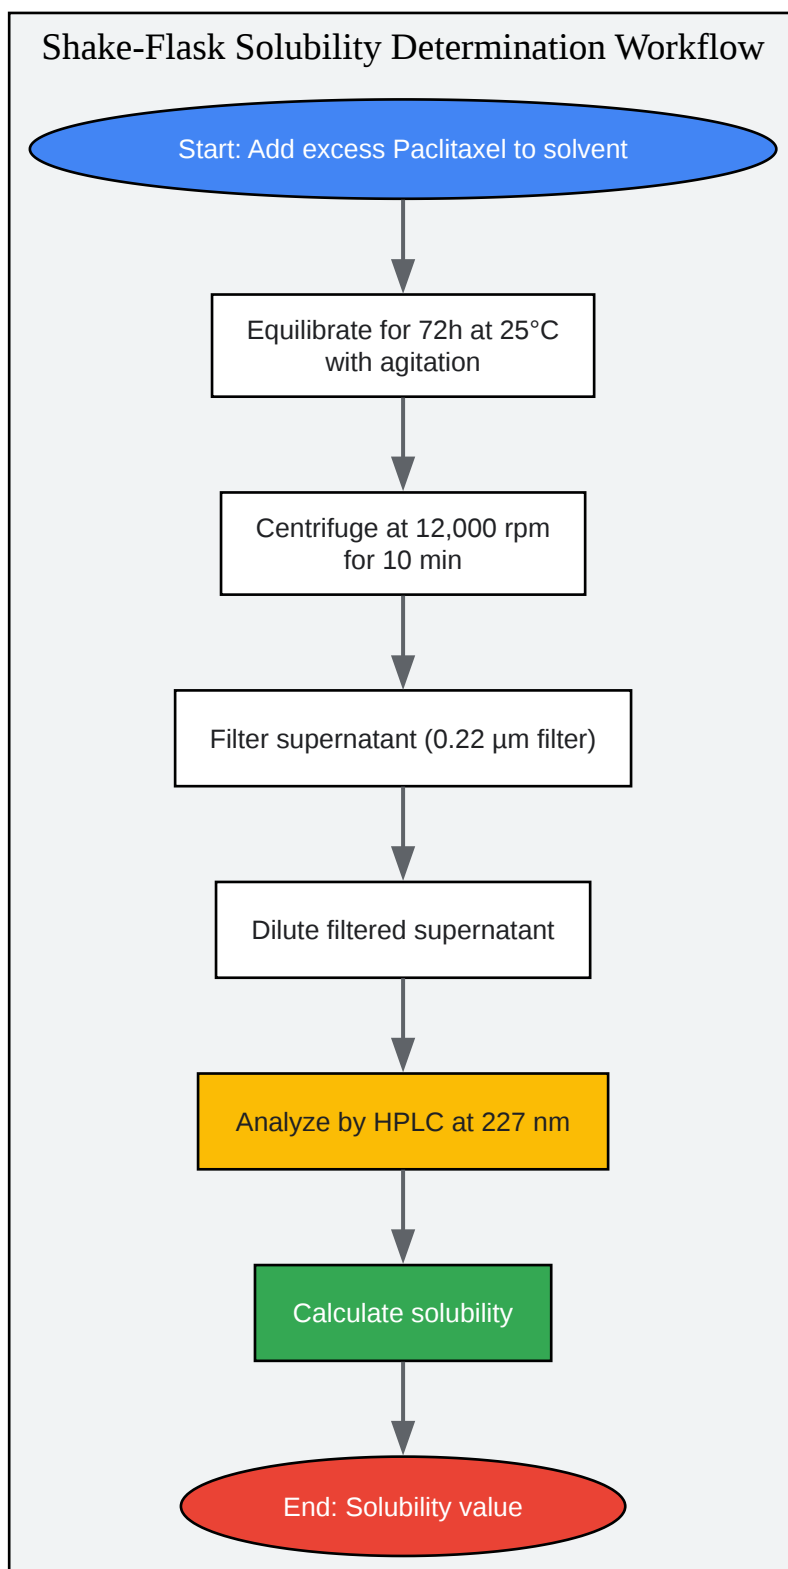 Shake-Flask Solubility Determination Workflow
Start: Add excess Paclitaxel to solvent
Equilibrate for 72h at 25°C
with agitation
Centrifuge at 12,000 rpm
for 10 min
Filter supernatant (0.22 µm filter)
Dilute filtered supernatant
Analyze by HPLC at 227 nm
Calculate solubility
End: Solubility value